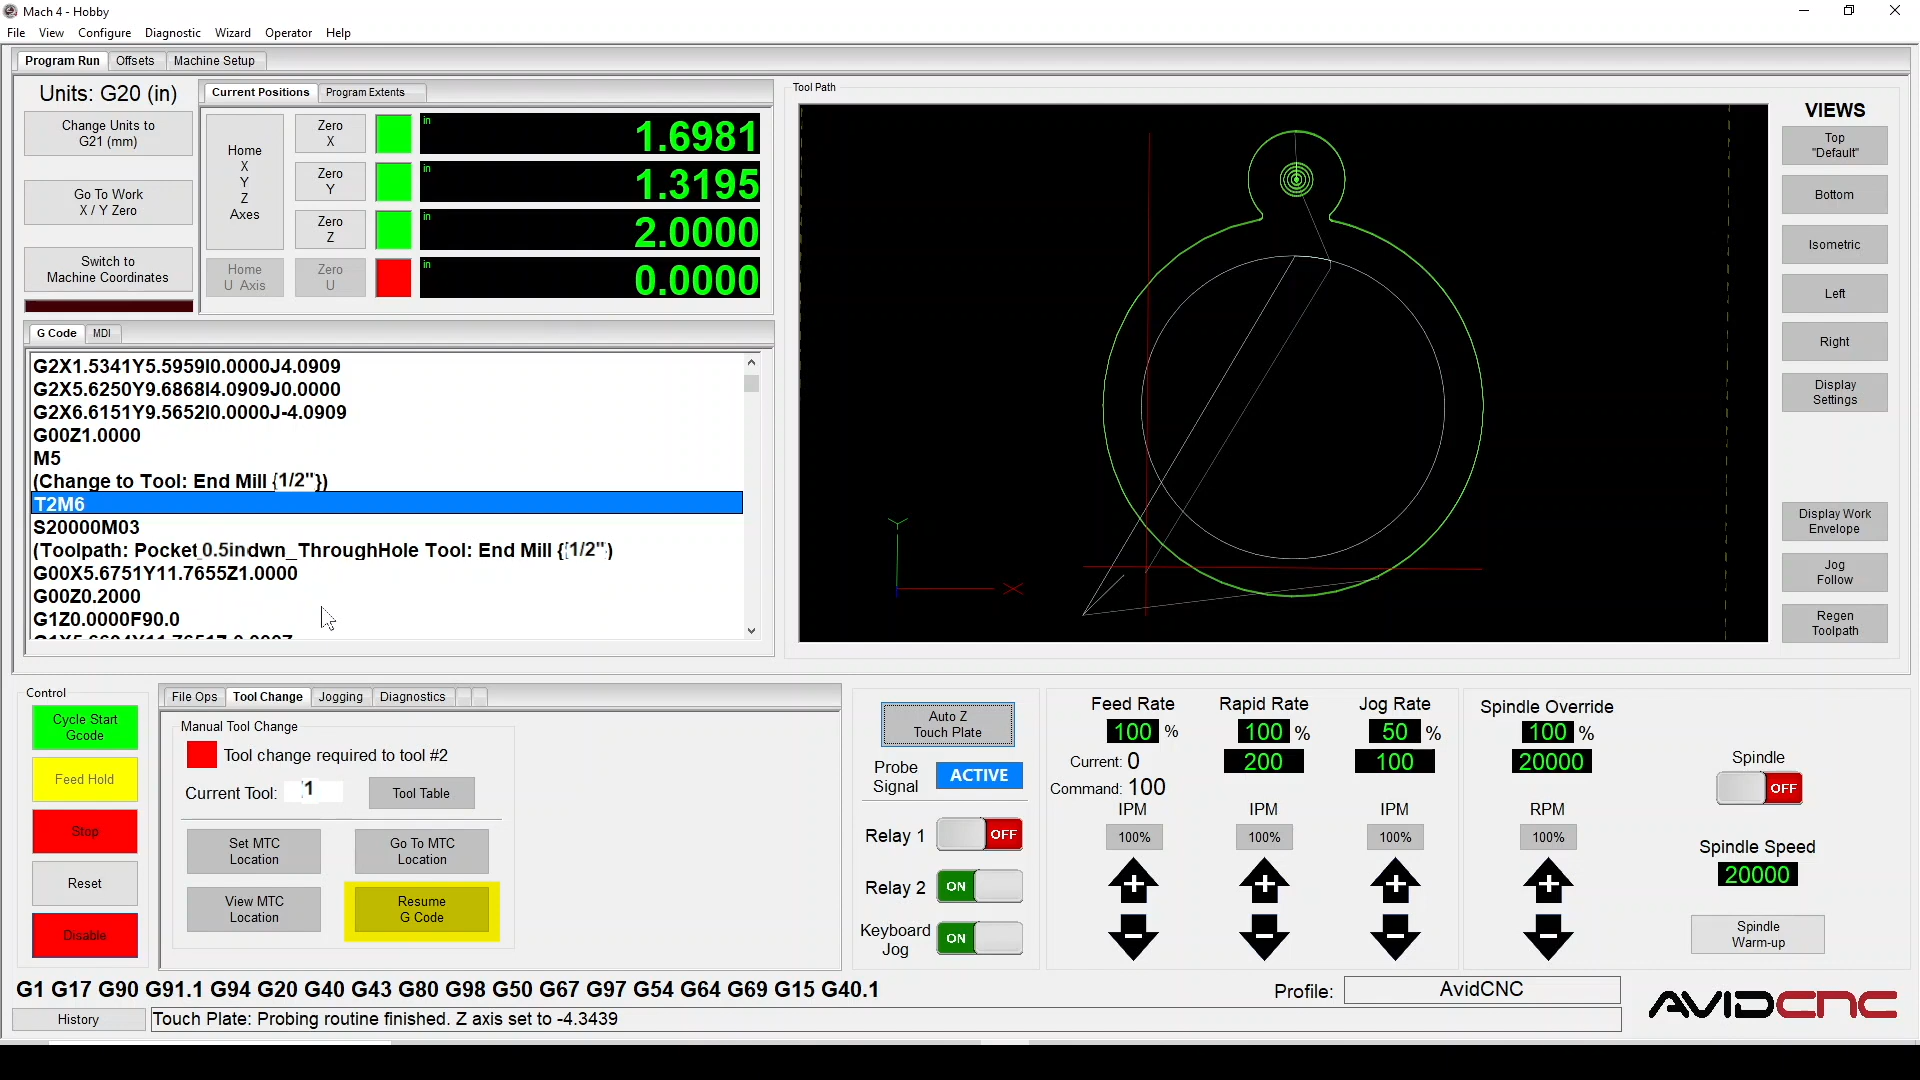 Mach 4 - Hobby
File View Configure Diagnostic Wizard Operator Help
Program Run Offsets Machine Setup
Units: G20 (in)
Change Units to
G21 (mm)
Go To Work
X / Y Zero
Switch to
Machine Coordinates
Current Positions Program Extents
Home
X
Y
Z
Axes
Zero
X
in
1.6981
Zero
Y
in
1.3195
Zero
Z
in
2.0000
Home
U Axis
Zero
U
in
0.0000
G Code MDI
G2X1.5341Y5.5959I0.0000J4.0909
G2X5.6250Y9.6868I4.0909J0.0000
G2X6.6151Y9.5652I0.0000J-4.0909
G00Z1.0000
M5
(Change to Tool: End Mill {1/2"})
T2M6
S20000M03
(Toolpath: Pocket_0.5indwn_ThroughHole Tool: End Mill {1/2")
G00X5.6751Y11.7655Z1.0000
G00Z0.2000
G1Z0.0000F90.0
Tool Path
VIEWS
Top
"Default"
Bottom
Isometric
Left
Right
Display
Settings
Display Work
Envelope
Jog
Follow
Regen
Toolpath
Control
Cycle Start
Gcode
Feed Hold
Stop
Reset
Disable
File Ops Tool Change Jogging Diagnostics
Manual Tool Change
Tool change required to tool #2
Current Tool: 1
Tool Table
Set MTC
Location
Go To MTC
Location
View MTC
Location
Resume
G Code
Auto Z
Touch Plate
Probe
Signal
ACTIVE
Relay 1 OFF
Relay 2 ON
Keyboard
Jog
ON
Feed Rate
100 %
Current: 0
Command: 100
IPM
100%
Rapid Rate
100 %
200
IPM
100%
Jog Rate
50 %
100
IPM
100%
Spindle Override
100 %
20000
RPM
100%
Spindle
OFF
Spindle Speed
20000
Spindle
Warm-up
G1 G17 G90 G91.1 G94 G20 G40 G43 G80 G98 G50 G67 G97 G54 G64 G69 G15 G40.1
Profile: AvidCNC
AVIDCNC
History
Touch Plate: Probing routine finished. Z axis set to -4.3439